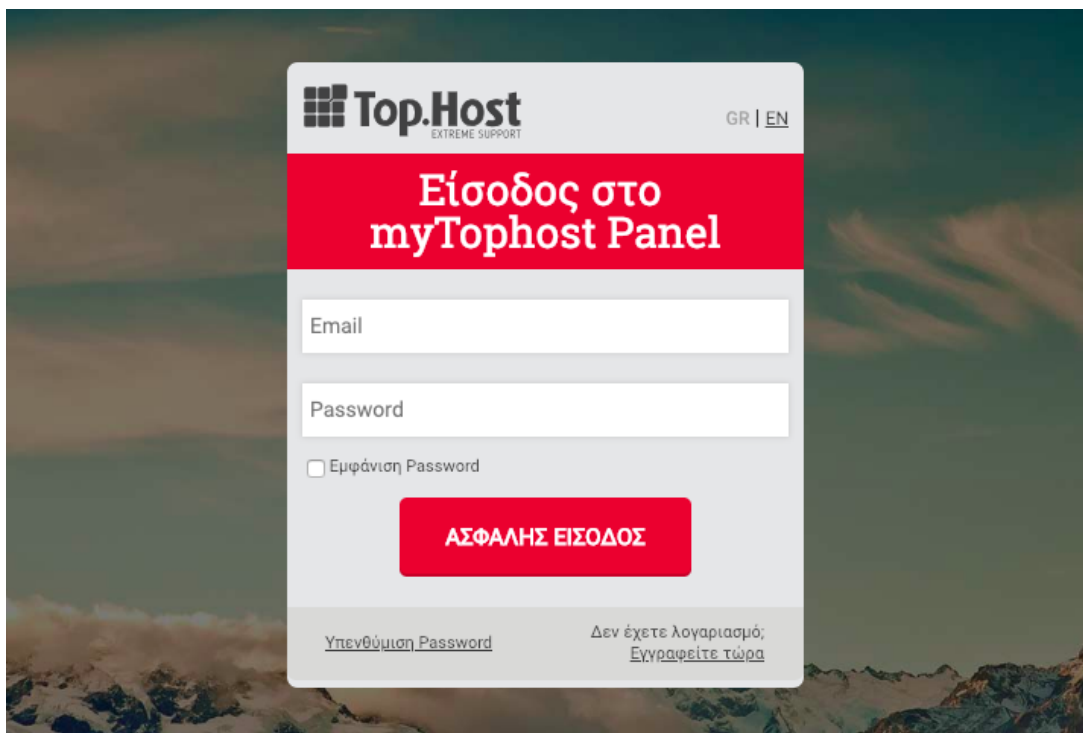 Top.Host
EXTREME SUPPORT
GR | EN
Είσοδος στο
myTophost Panel
Email
Password
Εμφάνιση Password
ΑΣΦΑΛΗΣ ΕΙΣΟΔΟΣ
Υπενθύμιση Password
Δεν έχετε λογαριασμό;
Εγγραφείτε τώρα